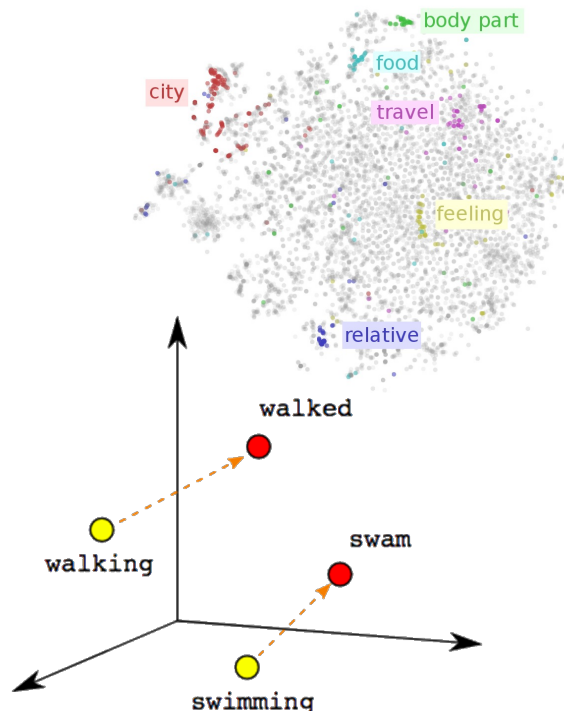 body part
food
city
travel
feeling
relative
walked
swam
walking
swimming